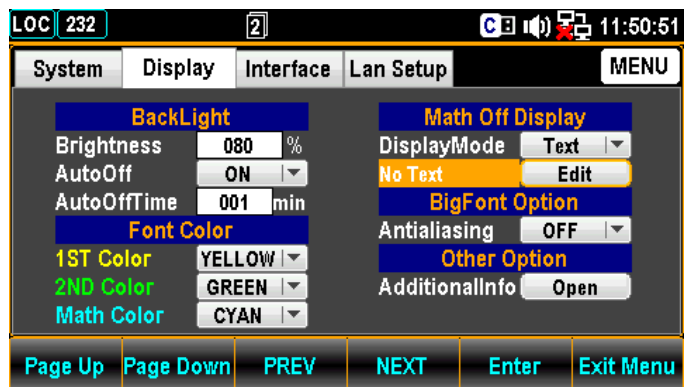 LOC 232 2 C 11:50:51
System Display Interface Lan Setup MENU
BackLight
Brightness 080 %
AutoOff ON
AutoOffTime 001 min
Font Color
1ST Color YELLOW
2ND Color GREEN
Math Color CYAN
Math Off Display
DisplayMode Text
No Text Edit
BigFont Option
Antialiasing OFF
Other Option
AdditionalInfo Open
Page Up Page Down PREV NEXT Enter Exit Menu